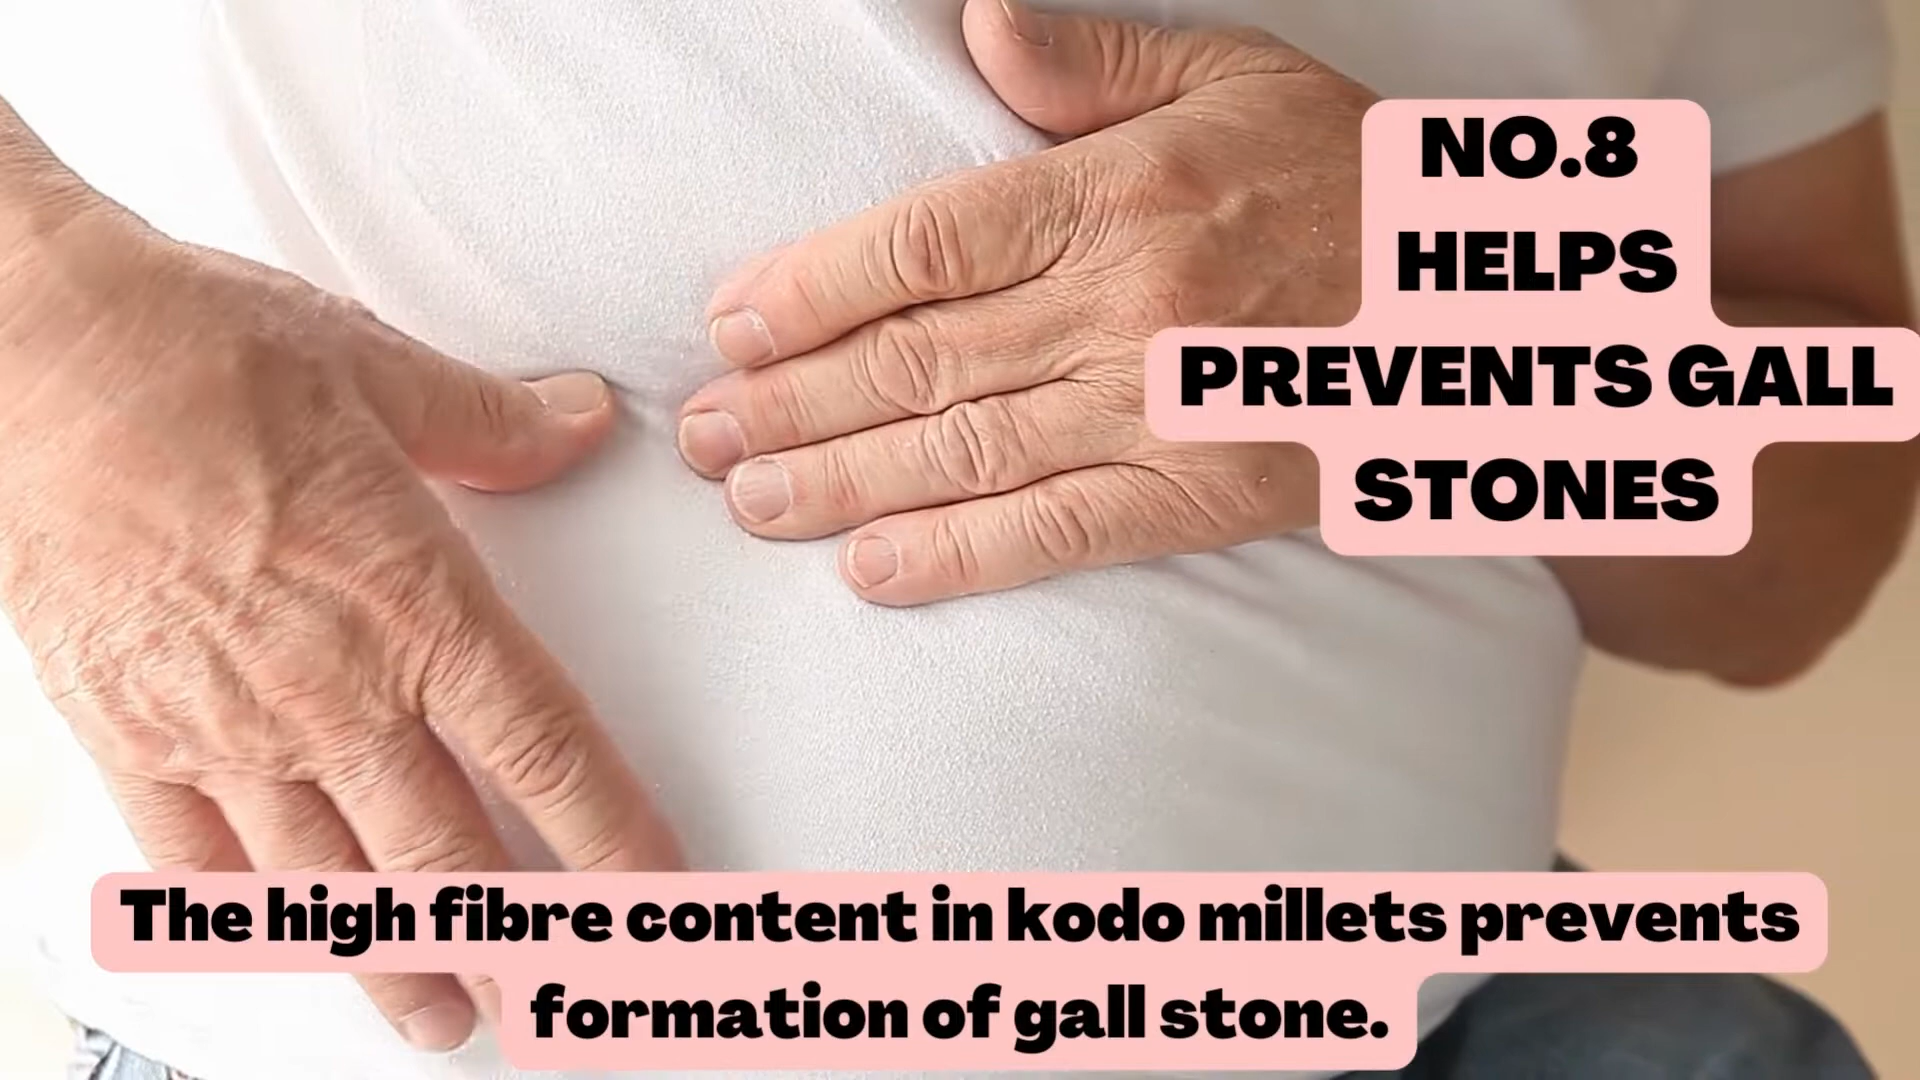 NO.8
HELPS
PREVENTS GALL
STONES
The high fibre content in kodo millets prevents
formation of gall stone.